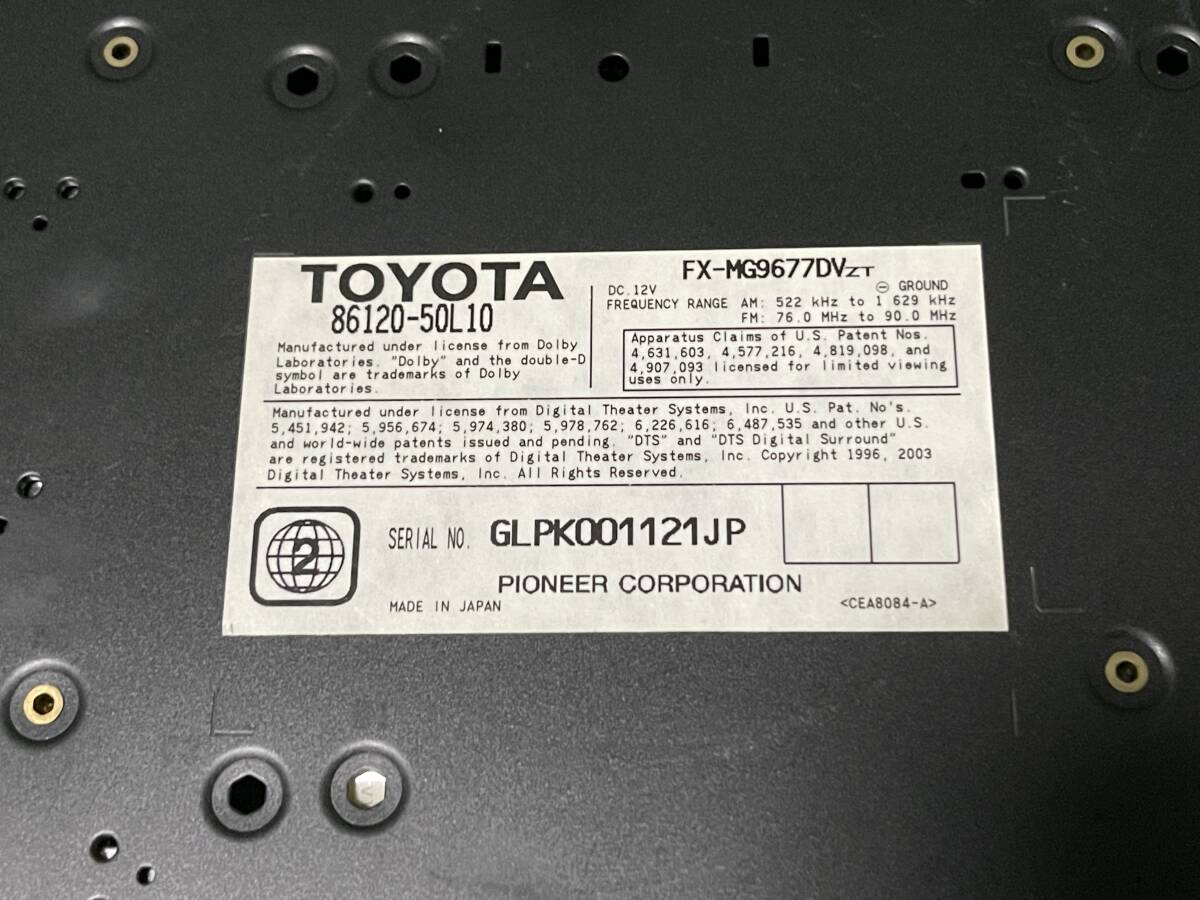 TOYOTA
86120-50L10
Manufactured under license from Dolby
Laboratories. "Dolby" and the double-D
symbol are trademarks of Dolby
Laboratories.
FX-MG9677DVZT
DC.12V
⊖ GROUND
FREQUENCY RANGE AM: 522 kHz to 1 629 kHz
FM: 76.0 MHz to 90.0 MHz
Apparatus Claims of U.S. Patent Nos.
4,631,603, 4,577,216, 4,819,098, and
4,907,093 licensed for limited viewing
uses only.
Manufactured under license from Digital Theater Systems, Inc. U.S. Pat. No's.
5,451,942; 5,956,674; 5,974,380; 5,978,762; 6,226,616; 6,487,535 and other U.S.
and world-wide patents issued and pending. "DTS" and "DTS Digital Surround"
are registered trademarks of Digital Theater Systems, Inc. Copyright 1996, 2003
Digital Theater Systems, Inc. All Rights Reserved.
2
SERIAL NO. GLPK001121JP
PIONEER CORPORATION
MADE IN JAPAN
<CEA8084-A>
S